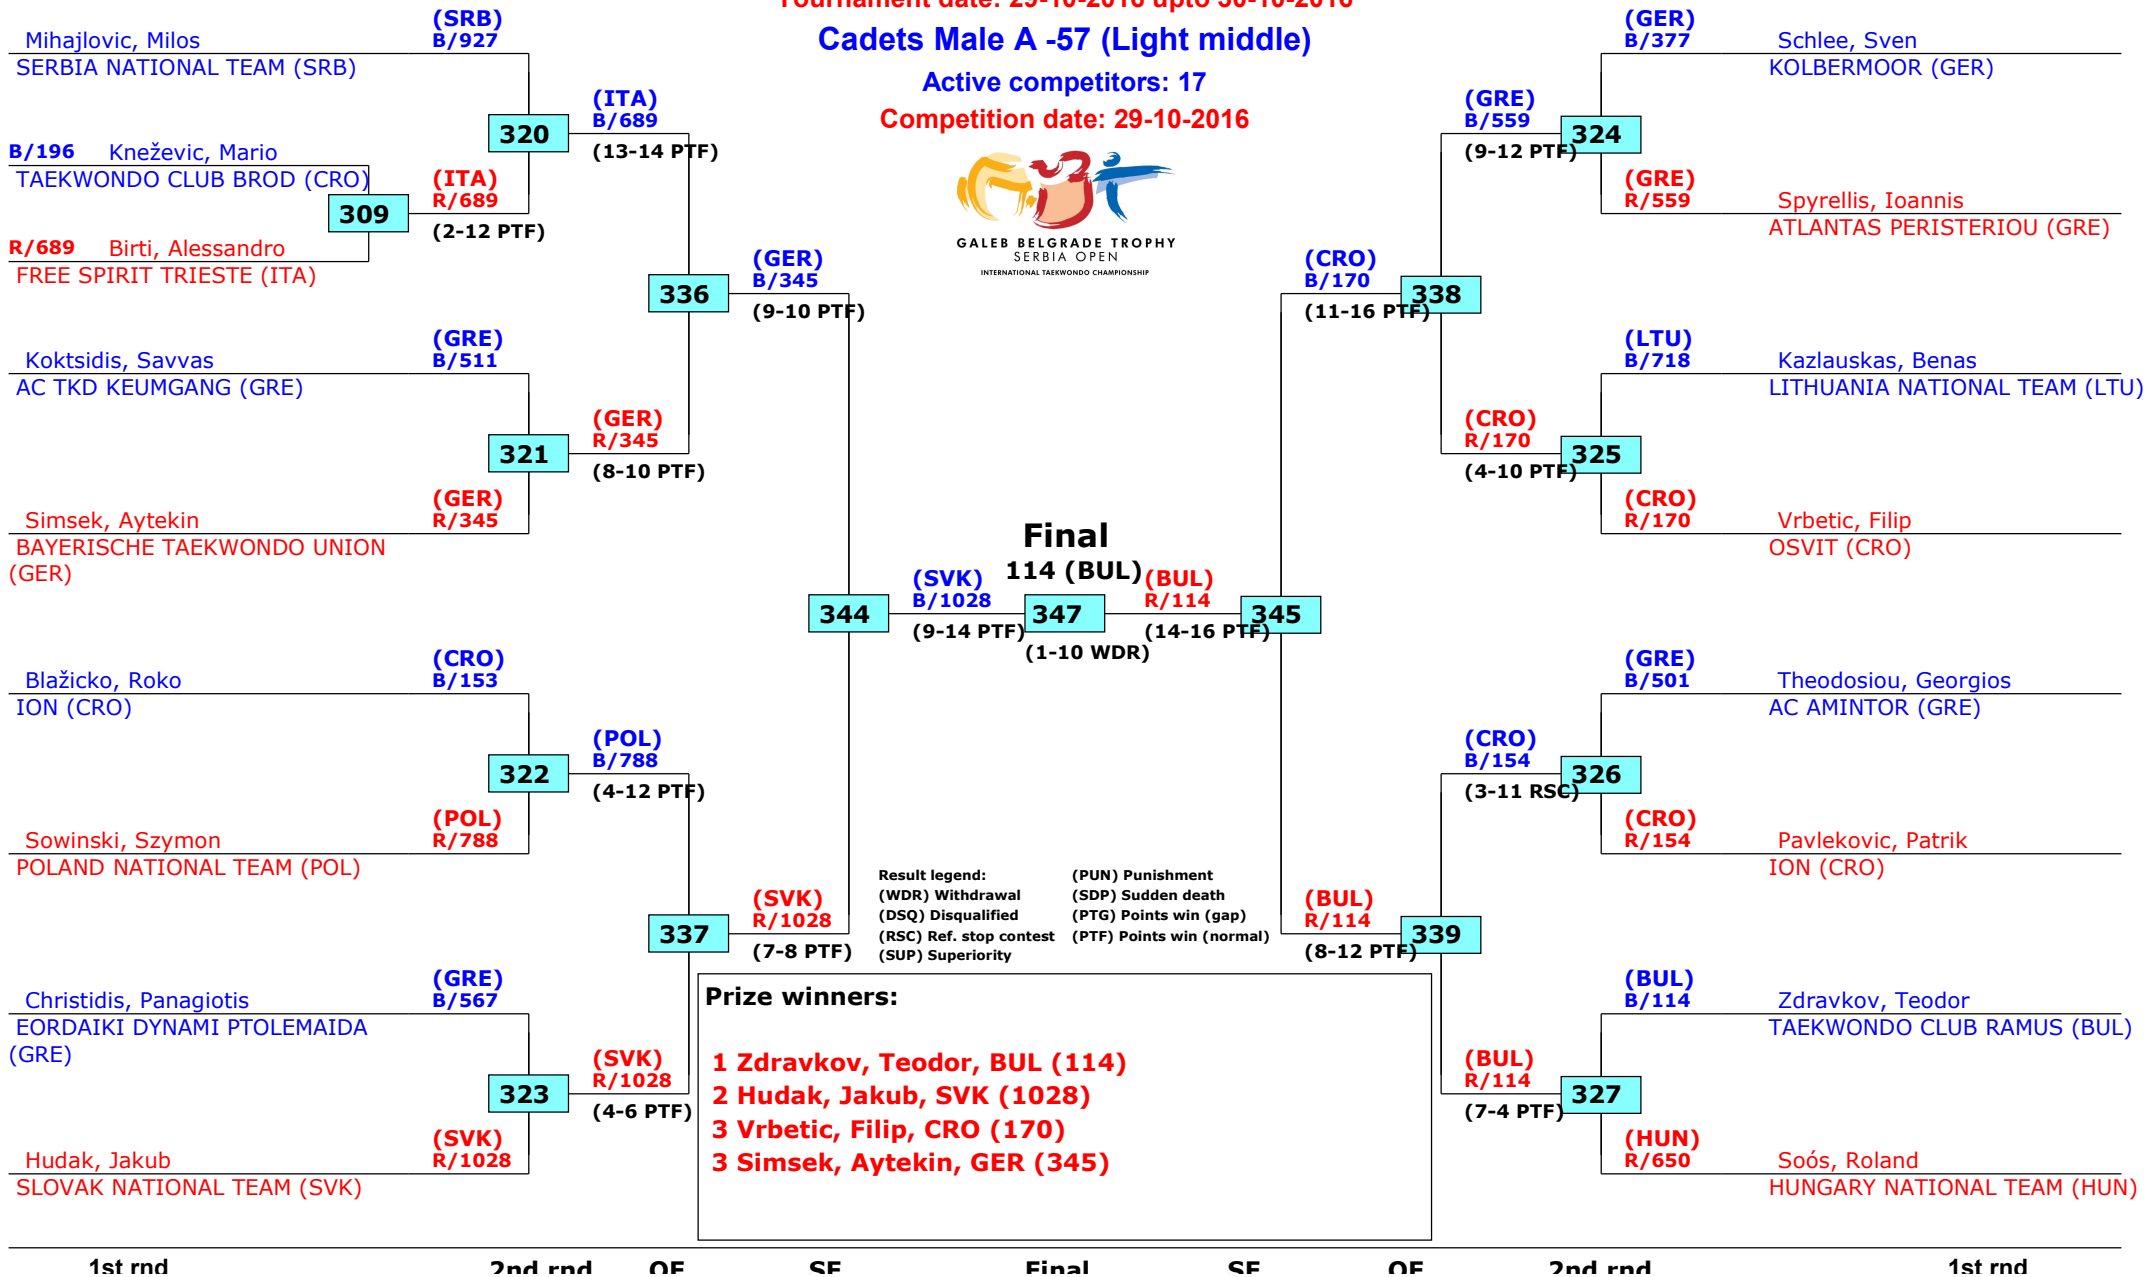 Tournament date: 29-10-2016 upto 30-10-2016
Cadets Male A -57 (Light middle)
Active competitors: 17
Competition date: 29-10-2016
GALEB BELGRADE TROPHY
SERBIA OPEN
INTERNATIONAL TAEKWONDO CHAMPIONSHIP
Mihajlovic, Milos
(SRB)
B/927
SERBIA NATIONAL TEAM (SRB)
B/196 Kneževic, Mario
TAEKWONDO CLUB BROD (CRO)
309
R/689 Birti, Alessandro
FREE SPIRIT TRIESTE (ITA)
(ITA)
R/689
(2-12 PTF)
320
(ITA)
B/689
(13-14 PTF)
Koktsidis, Savvas
(GRE)
B/511
AC TKD KEUMGANG (GRE)
321
Simsek, Aytekin
(GER)
R/345
BAYERISCHE TAEKWONDO UNION
(GER)
(GER)
R/345
(8-10 PTF)
336
(GER)
B/345
(9-10 PTF)
Blažicko, Roko
(CRO)
B/153
ION (CRO)
322
Sowinski, Szymon
(POL)
R/788
POLAND NATIONAL TEAM (POL)
(POL)
B/788
(4-12 PTF)
Christidis, Panagiotis
(GRE)
B/567
EORDAIKI DYNAMI PTOLEMAIDA
(GRE)
323
Hudak, Jakub
(SVK)
R/1028
SLOVAK NATIONAL TEAM (SVK)
(SVK)
R/1028
(4-6 PTF)
337
(SVK)
R/1028
(7-8 PTF)
344
(SVK)
B/1028
(9-14 PTF)
Final
114 (BUL)
347
(1-10 WDR)
(BUL)
R/114
(14-16 PTF)
345
(CRO)
B/170
(11-16 PTF)
338
(GRE)
B/559
(9-12 PTF)
324
(GER)
B/377
Schlee, Sven
KOLBERMOOR (GER)
(GRE)
R/559
Spyrellis, Ioannis
ATLANTAS PERISTERIOU (GRE)
(CRO)
R/170
(4-10 PTF)
325
(LTU)
B/718
Kazlauskas, Benas
LITHUANIA NATIONAL TEAM (LTU)
(CRO)
R/170
Vrbetic, Filip
OSVIT (CRO)
(BUL)
R/114
(8-12 PTF)
339
(CRO)
B/154
(3-11 RSC)
326
(GRE)
B/501
Theodosiou, Georgios
AC AMINTOR (GRE)
(CRO)
R/154
Pavlekovic, Patrik
ION (CRO)
(BUL)
R/114
(7-4 PTF)
327
(BUL)
B/114
Zdravkov, Teodor
TAEKWONDO CLUB RAMUS (BUL)
(HUN)
R/650
Soós, Roland
HUNGARY NATIONAL TEAM (HUN)
Result legend:
(WDR) Withdrawal
(DSQ) Disqualified
(RSC) Ref. stop contest
(SUP) Superiority
(PUN) Punishment
(SDP) Sudden death
(PTG) Points win (gap)
(PTF) Points win (normal)
Prize winners:
1 Zdravkov, Teodor, BUL (114)
2 Hudak, Jakub, SVK (1028)
3 Vrbetic, Filip, CRO (170)
3 Simsek, Aytekin, GER (345)
1st rnd 2nd rnd QF SF Final SF QF 2nd rnd 1st rnd